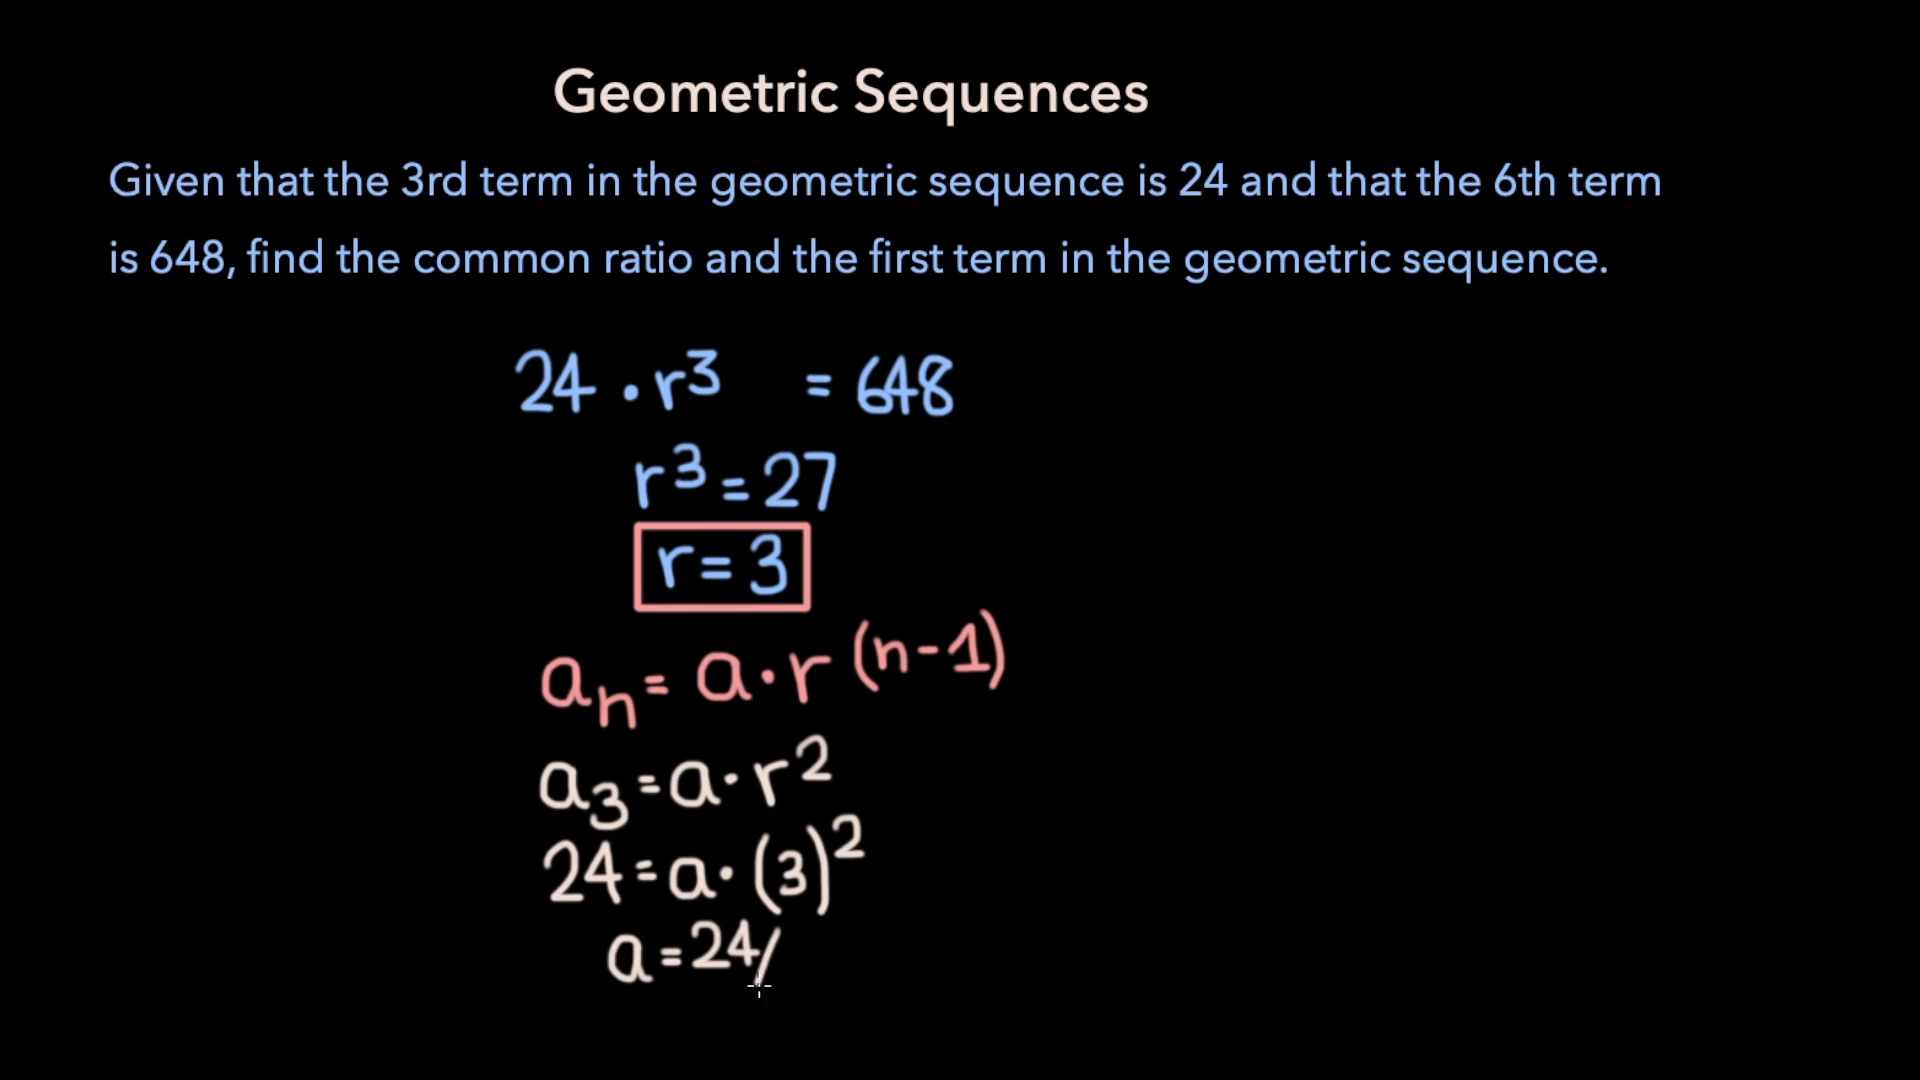 Geometric Sequences
Given that the 3rd term in the geometric sequence is 24 and that the 6th term
is 648, find the common ratio and the first term in the geometric sequence.
24 · r³ = 648
r³ = 27
r = 3
aₙ = a · r⁽ⁿ⁻¹⁾
a₃ = a · r²
24 = a · (3)²
a = 24/